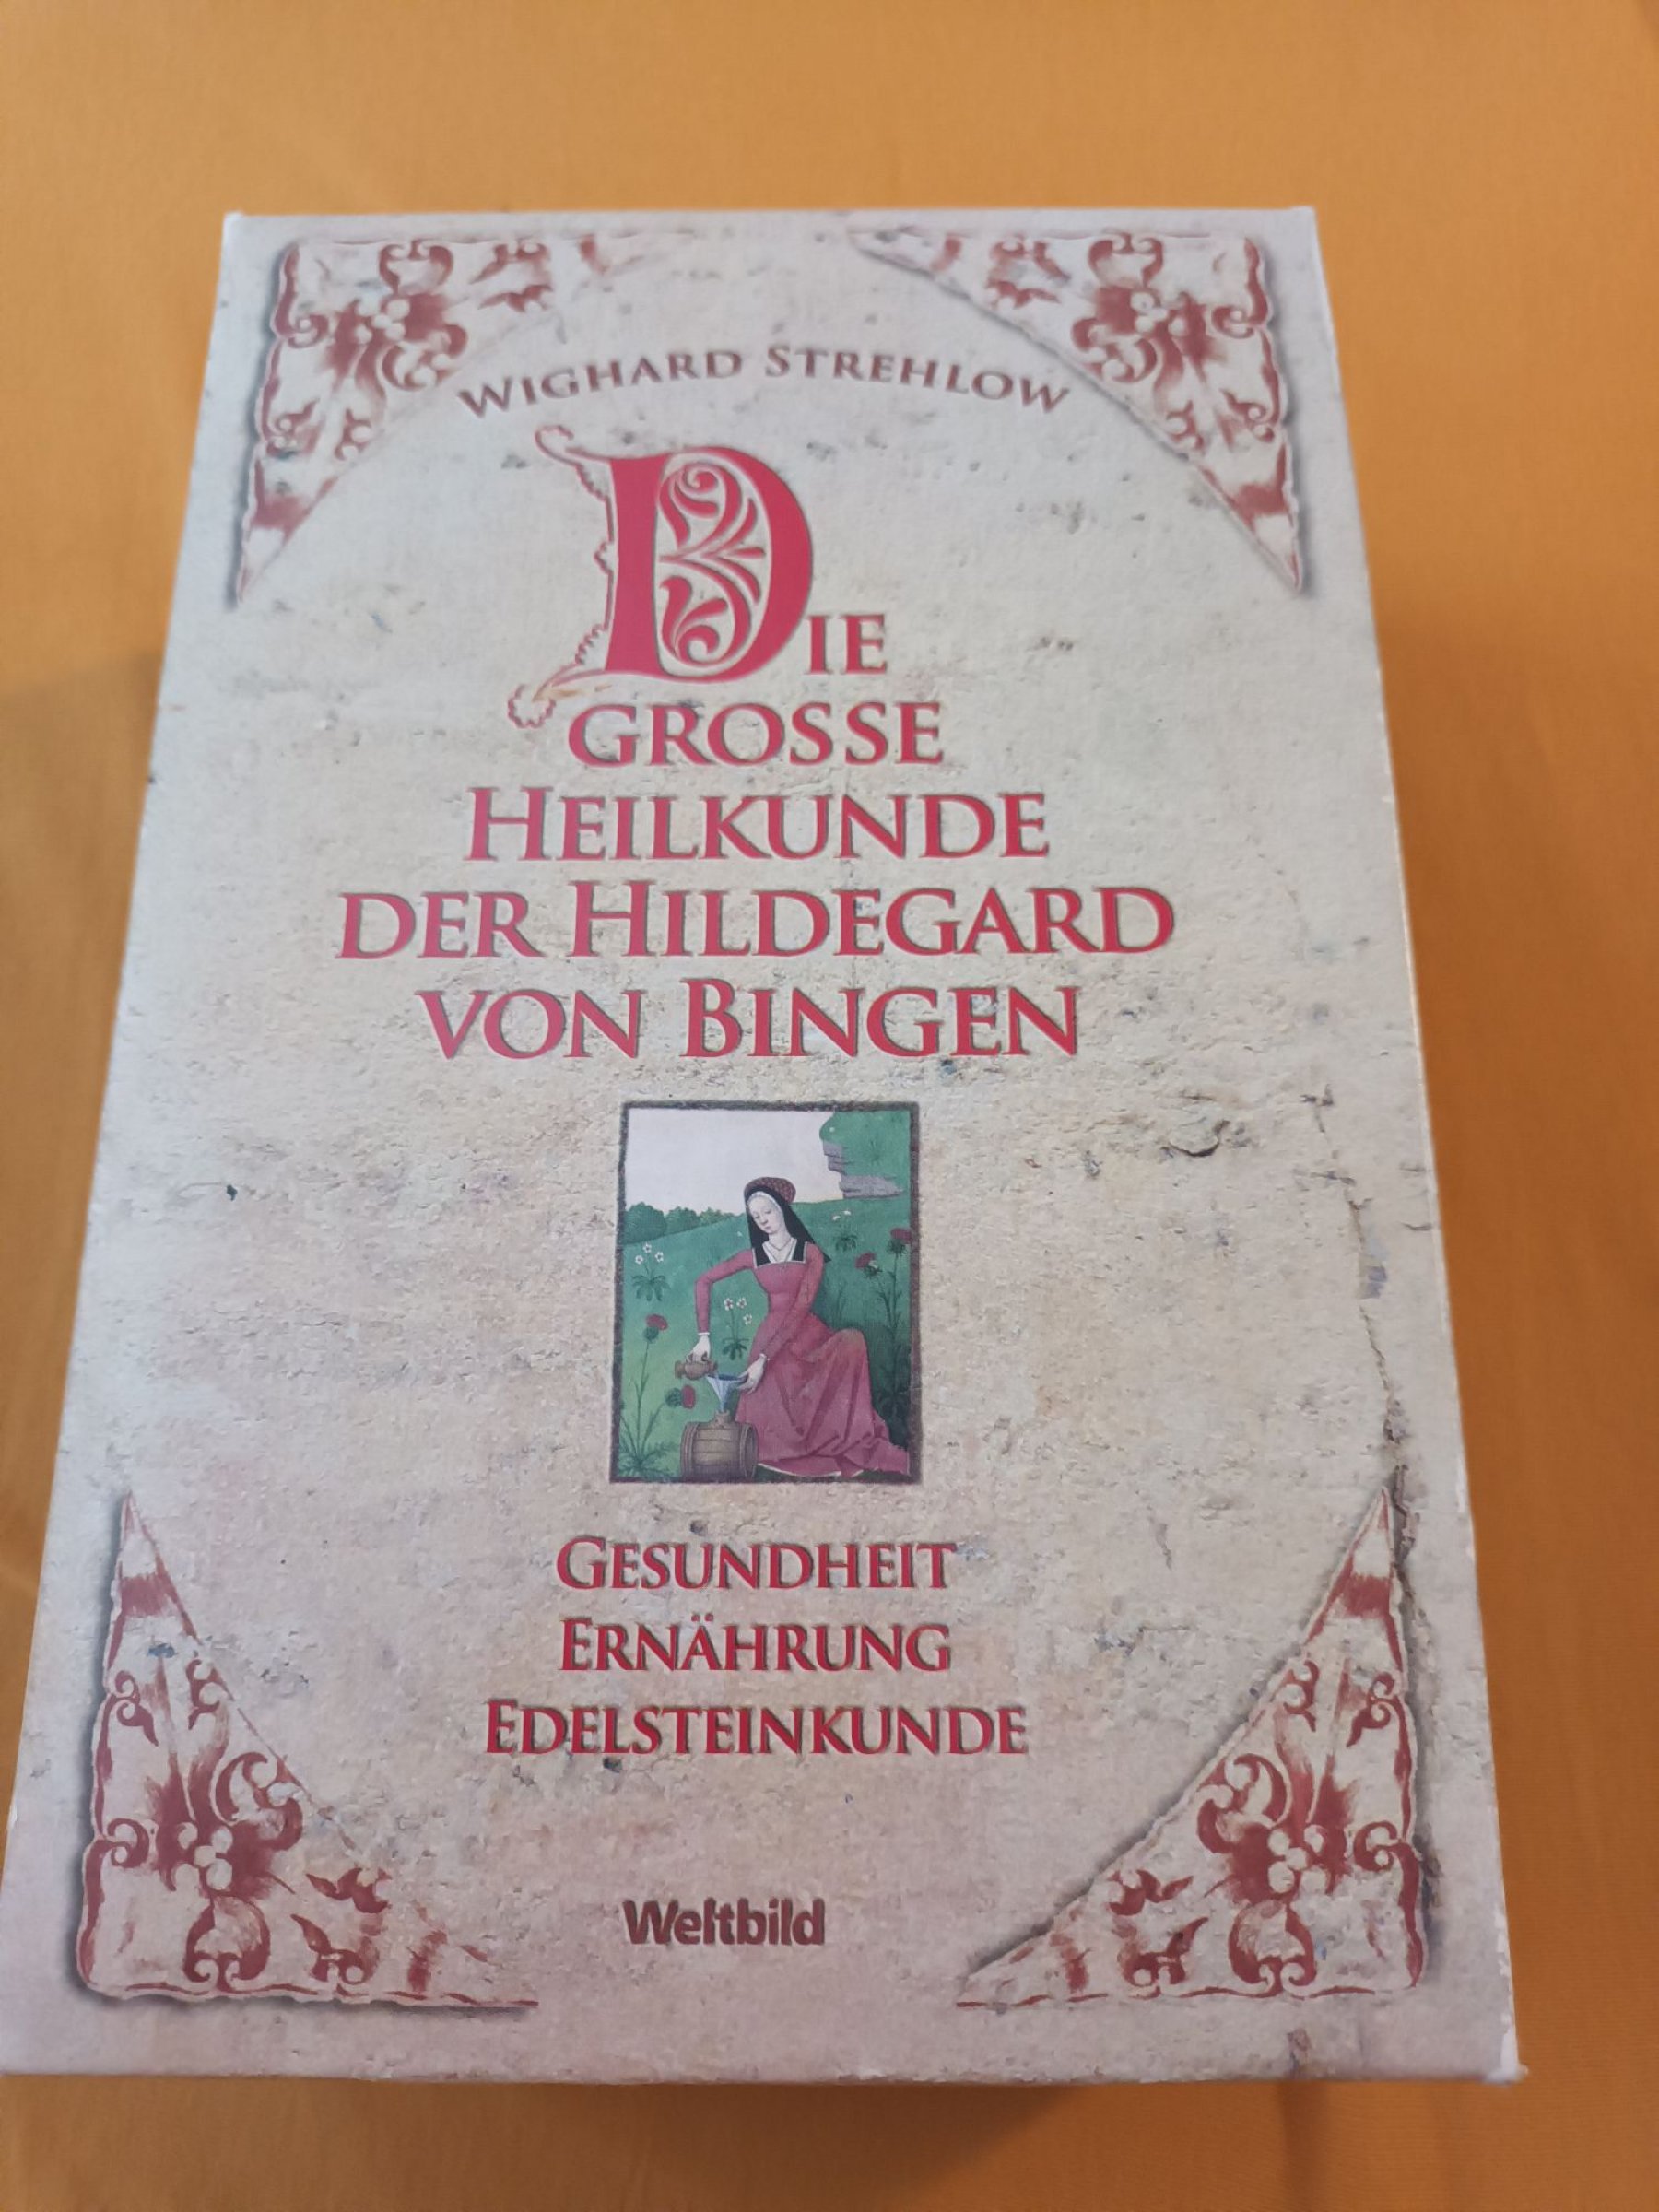 WIGHARD STREHLOW
DIE
GROSSE
HEILKUNDE
DER HILDEGARD
VON BINGEN
GESUNDHEIT
ERNÄHRUNG
EDELSTEINKUNDE
Weltbild